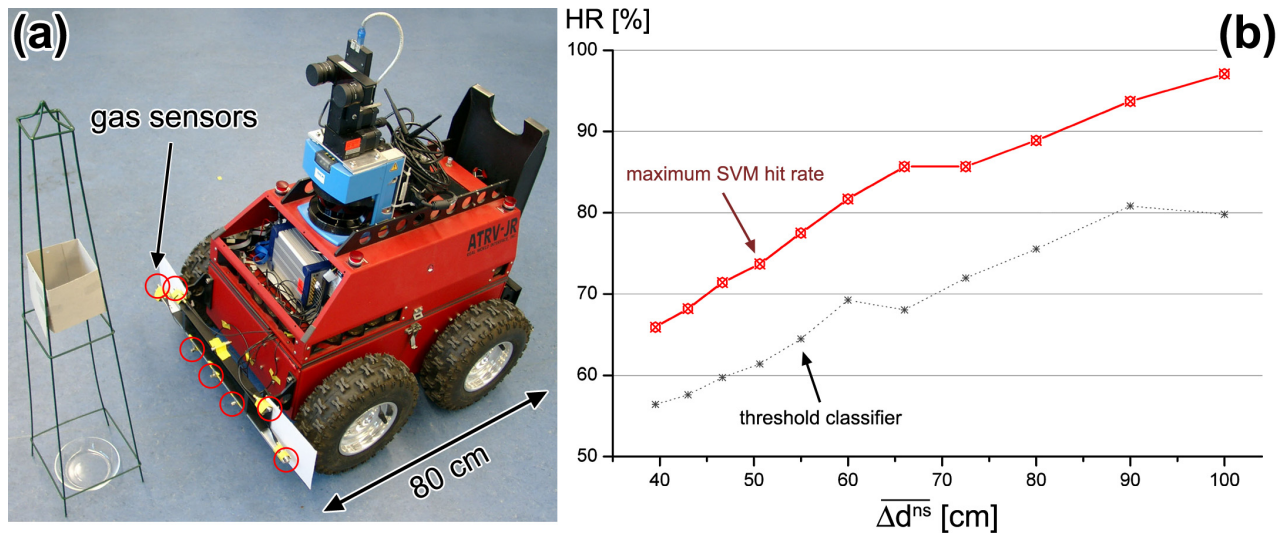 (a)
gas sensors
ATRV-JR
80 cm
HR [%]
(b)
100
90
80
70
60
50
maximum SVM hit rate
threshold classifier
40 50 60 70 80 90 100
Δd^ns [cm]